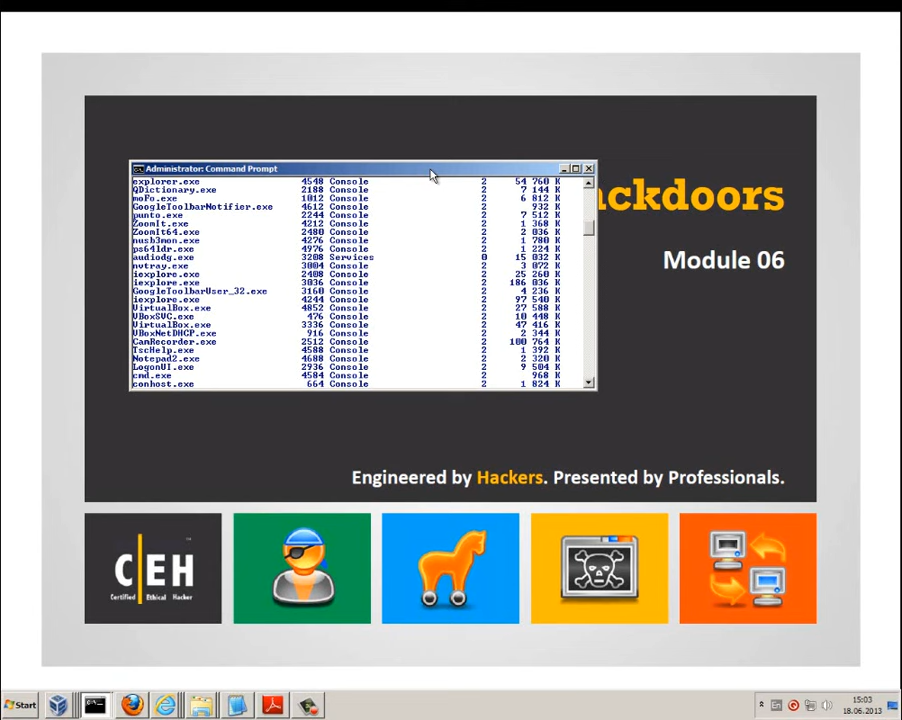 Administrator: Command Prompt
explorer.exe 4548 Console 2 54 760 K
QDictionary.exe 2188 Console 2 7 144 K
moPo.exe 1012 Console 2 6 812 K
GoogleToolbarNotifier.exe 4612 Console 2 932 K
punto.exe 2244 Console 2 7 512 K
ZoomIt.exe 4212 Console 2 1 368 K
ZoomIt64.exe 2480 Console 2 2 036 K
nusb3mon.exe 4276 Console 2 1 780 K
ps64ldr.exe 4976 Console 2 1 224 K
audiodg.exe 3208 Services 0 15 032 K
nvtray.exe 3004 Console 2 3 072 K
iexplore.exe 2408 Console 2 25 260 K
iexplore.exe 3036 Console 2 186 036 K
GoogleToolbarUser_32.exe 3160 Console 2 4 236 K
iexplore.exe 4244 Console 2 97 540 K
VirtualBox.exe 4852 Console 2 27 588 K
VBoxSVC.exe 476 Console 2 10 448 K
VirtualBox.exe 3336 Console 2 47 416 K
VBoxNetDHCP.exe 916 Console 2 2 344 K
CamRecorder.exe 2512 Console 2 100 764 K
TscHelp.exe 4588 Console 2 1 392 K
Notepad2.exe 4688 Console 2 2 320 K
LogonUI.exe 2936 Console 2 9 504 K
cmd.exe 4584 Console 2 968 K
conhost.exe 664 Console 2 1 824 K
ckdoors
Module 06
Engineered by Hackers. Presented by Professionals.
CEH
Certified Ethical Hacker
Start
En
15:03
18.06.2013